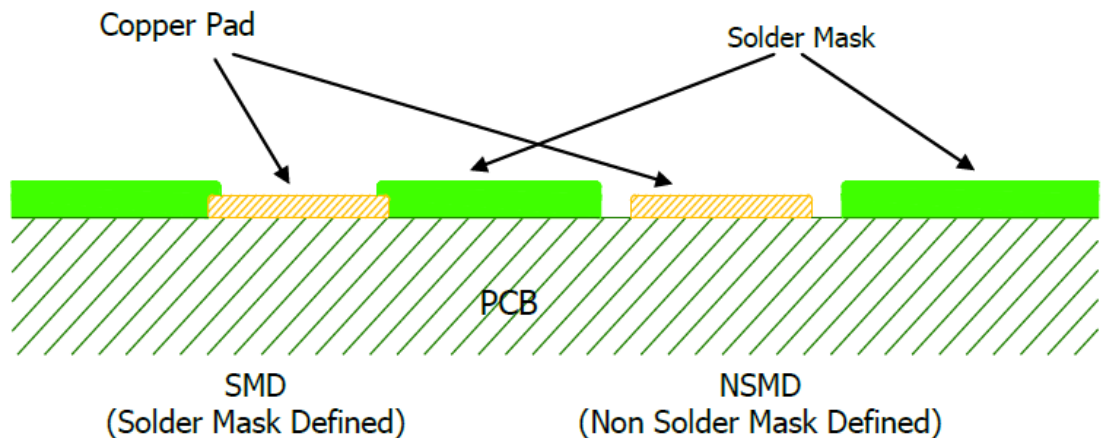 Copper Pad
Solder Mask
PCB
SMD
(Solder Mask Defined)
NSMD
(Non Solder Mask Defined)